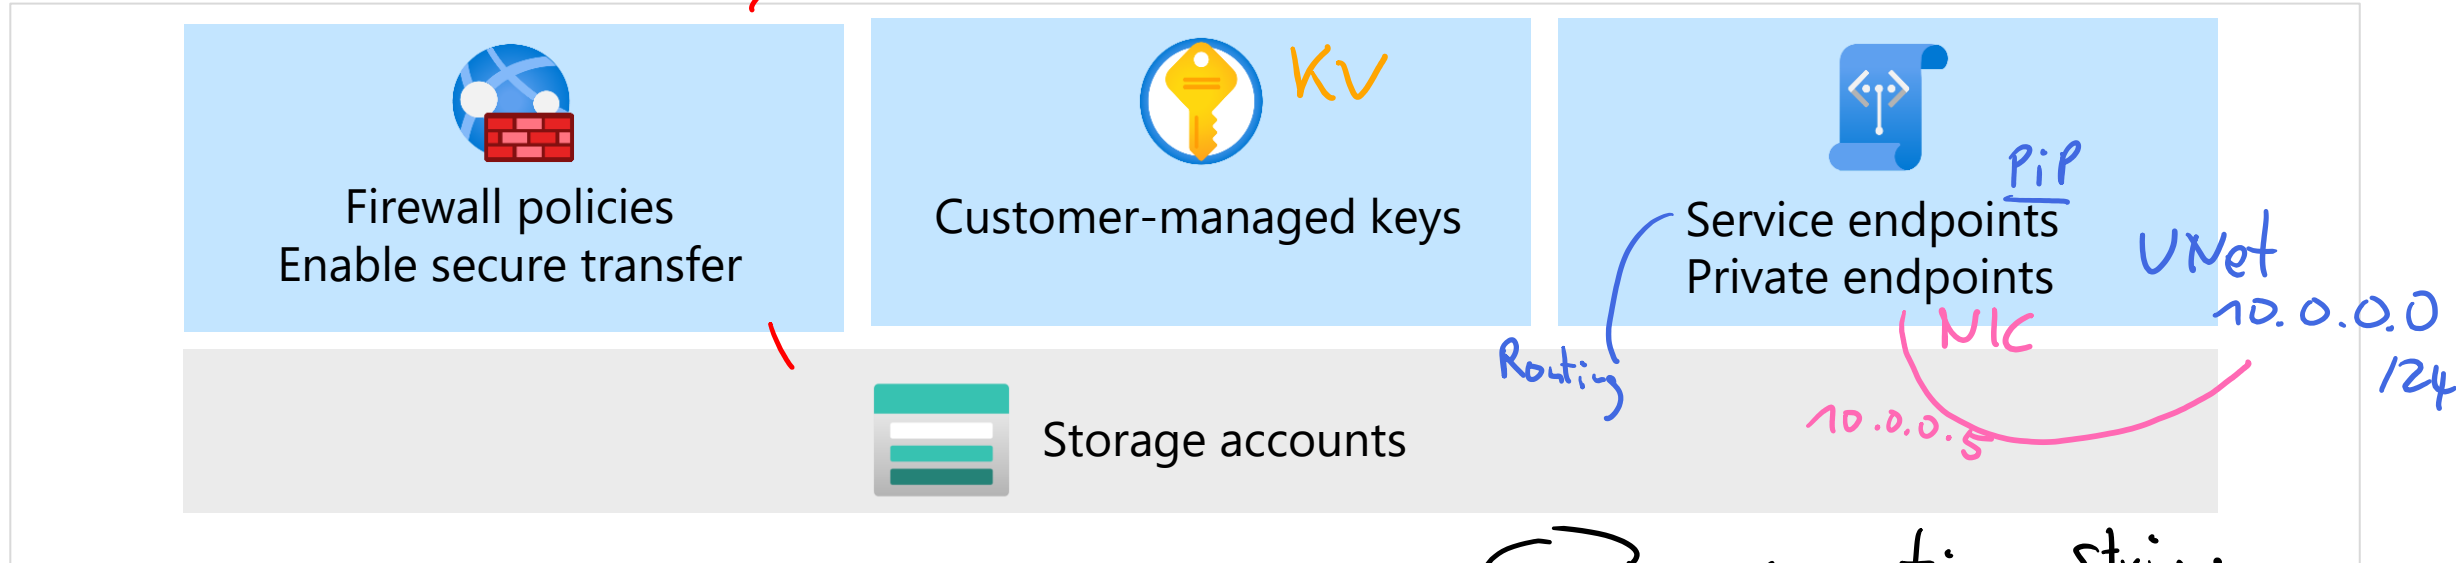 KV
PiP
Firewall policies
Enable secure transfer
Customer-managed keys
Service endpoints
Private endpoints
VNet
10.0.0.0
/24
NIC
Routing
10.0.0.5
Storage accounts